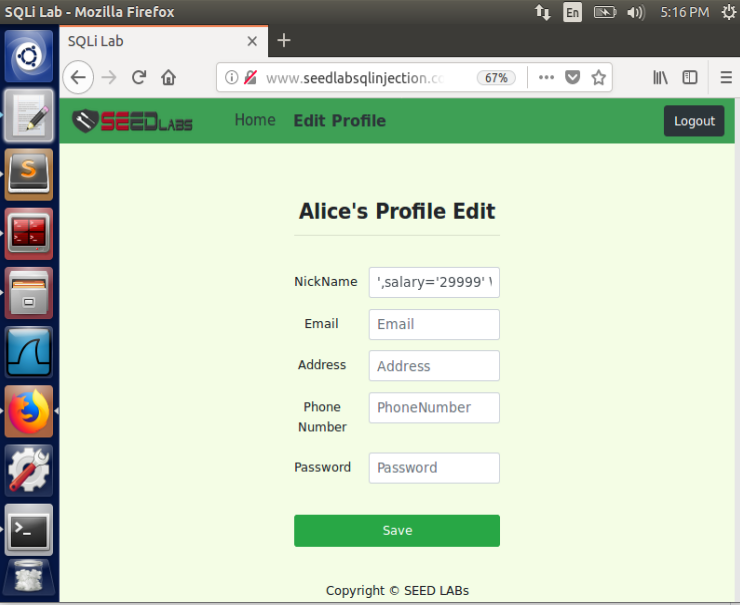 SQLi Lab - Mozilla Firefox
En
5:16 PM
SQLi Lab
www.seedlabsqlinjection.co
67%
SEEDLABS
Home
Edit Profile
Logout
Alice's Profile Edit
NickName
',salary='29999'
Email
Email
Address
Address
Phone
Number
PhoneNumber
Password
Password
Save
Copyright © SEED LABs